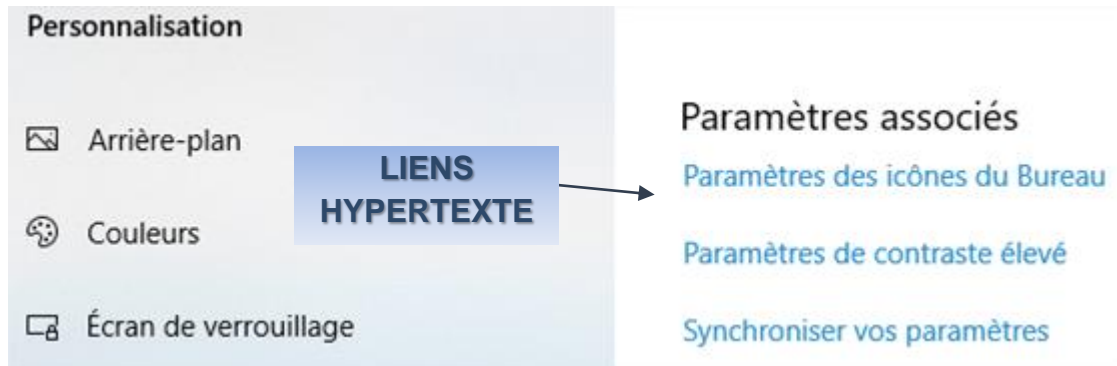 Personnalisation
Arrière-plan
Couleurs
Écran de verrouillage
LIENS
HYPERTEXTE
Paramètres associés
Paramètres des icônes du Bureau
Paramètres de contraste élevé
Synchroniser vos paramètres